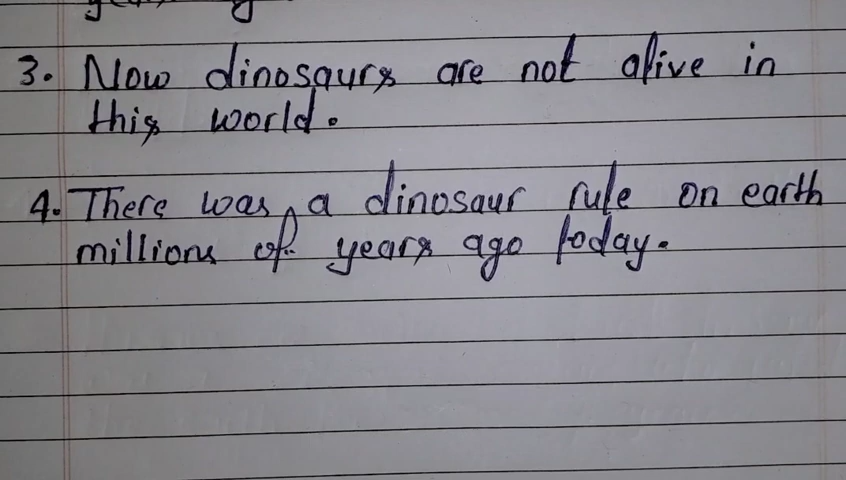 3. Now dinosaurs are not alive in
this world.
4. There was a dinosaur rule on earth
millions of years ago today.